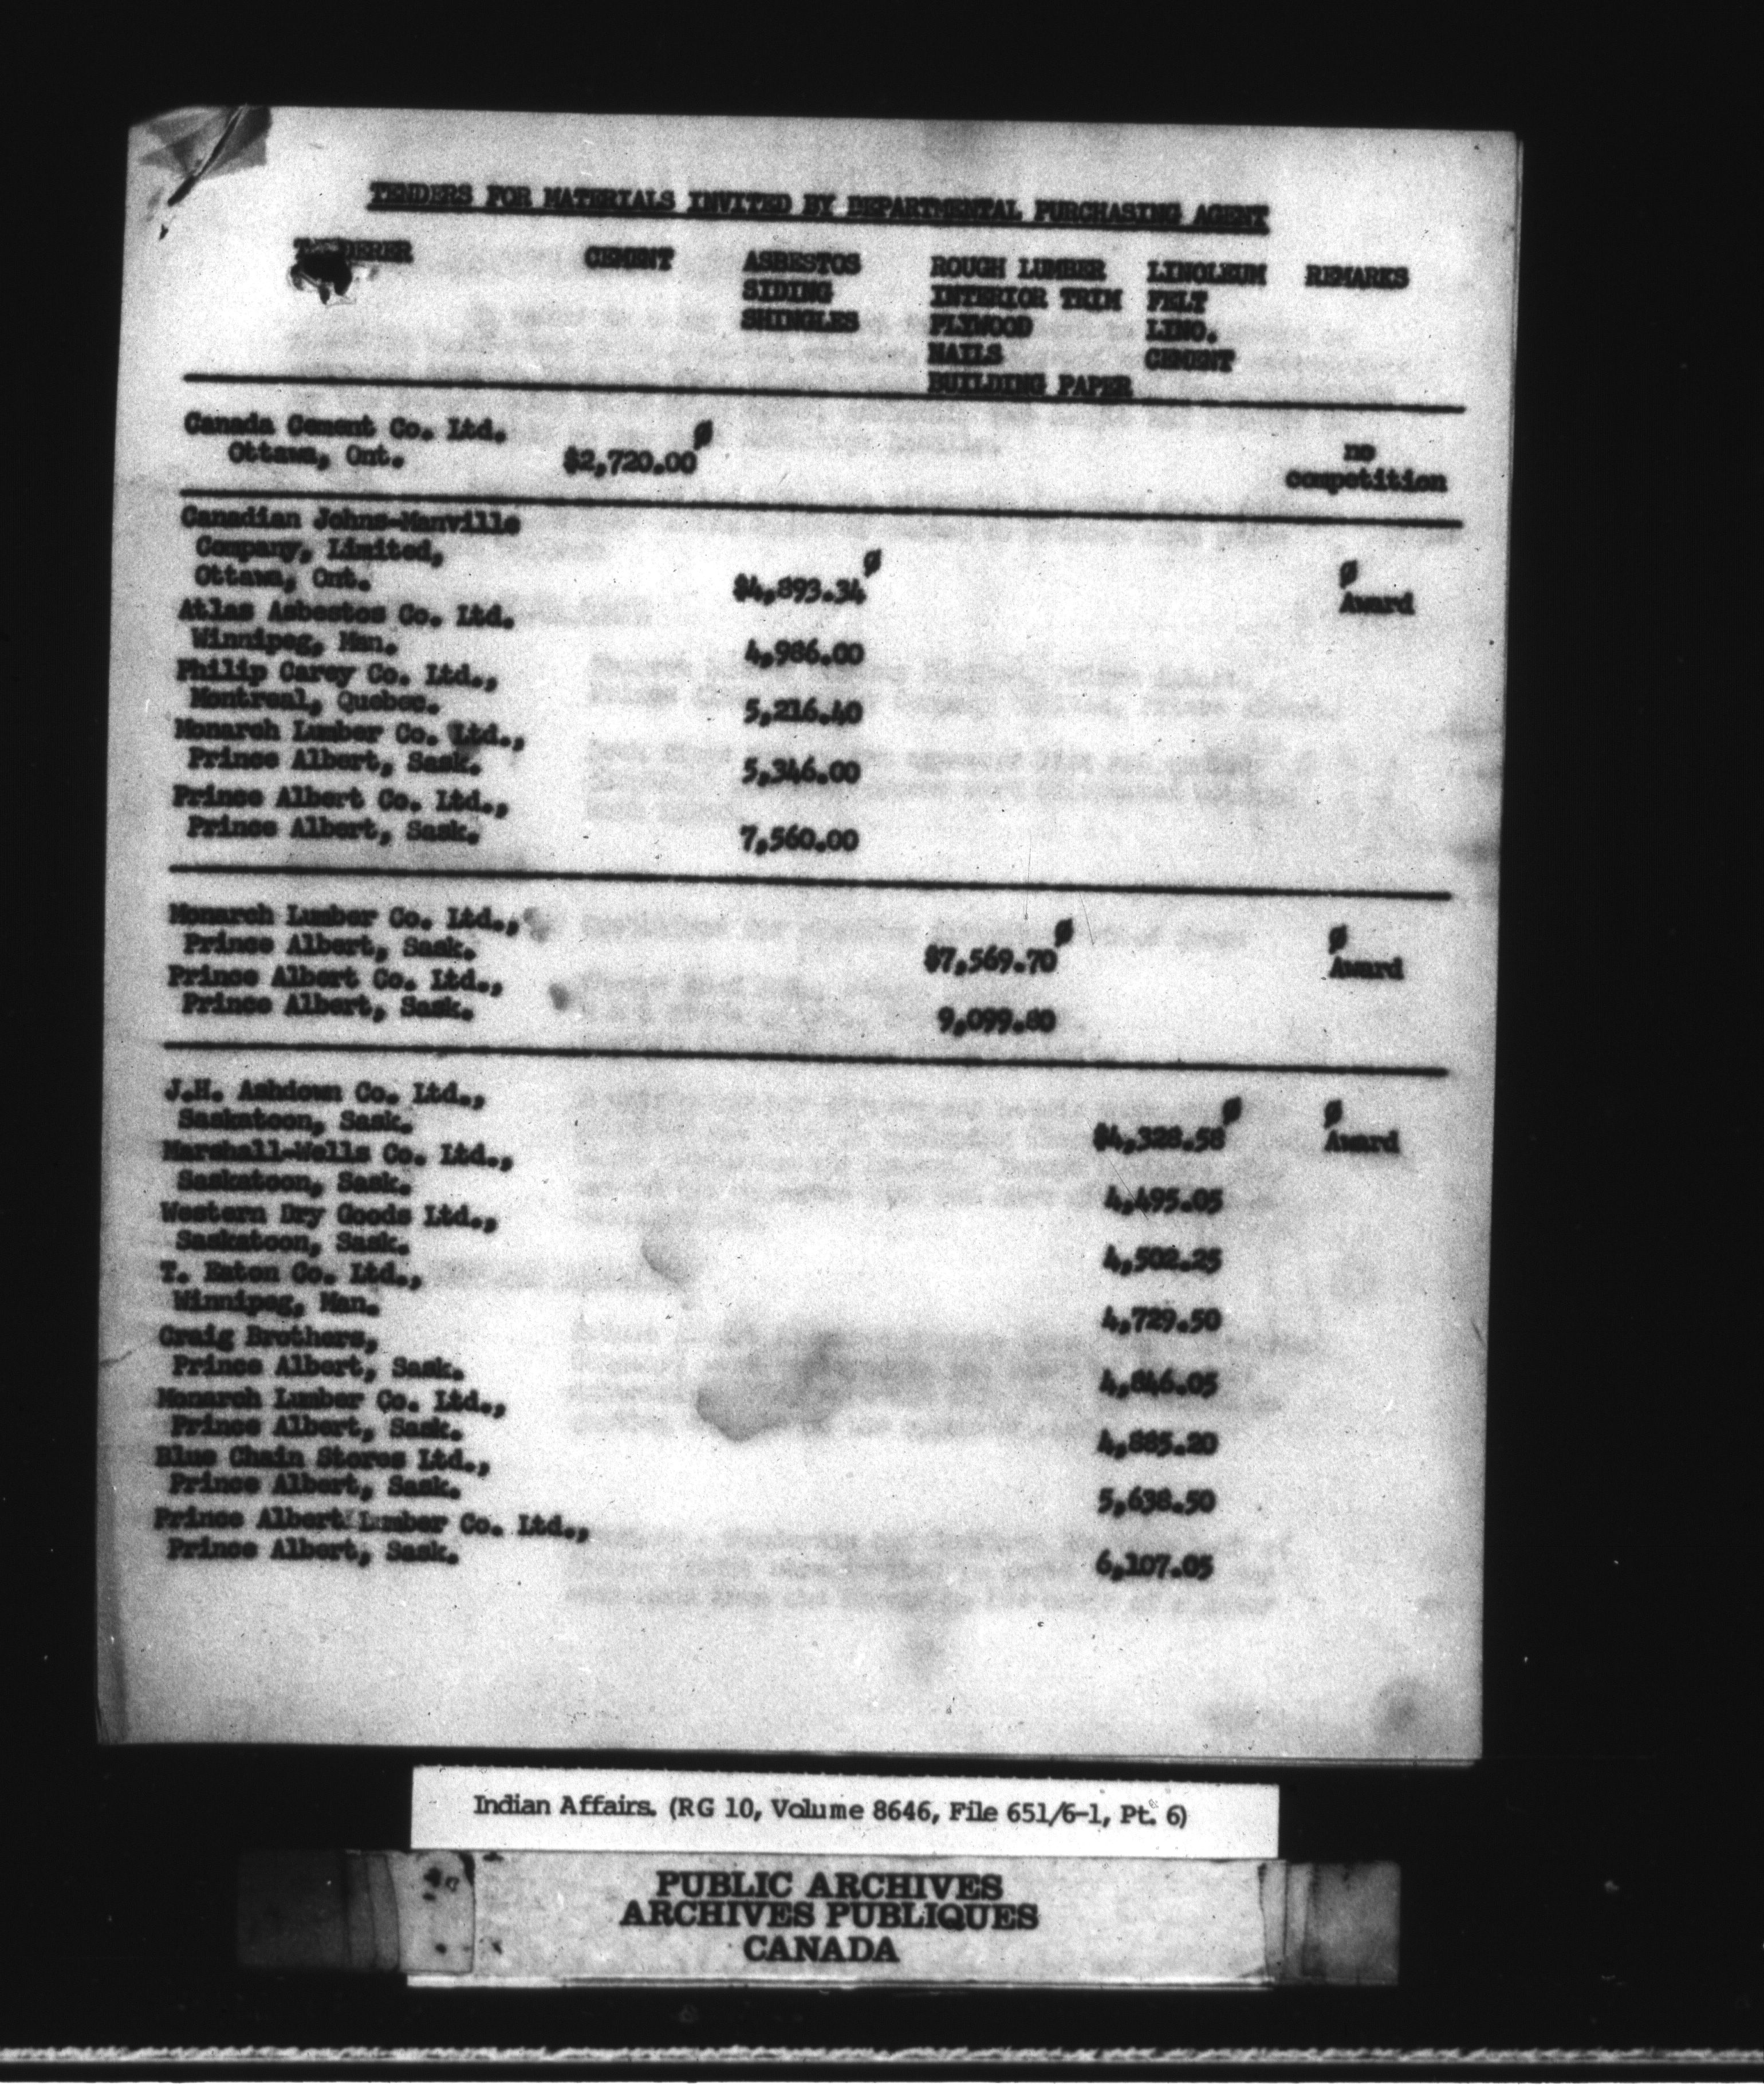 TENDERS FOR MATERIALS INVITED BY DEPARTMENTAL PURCHASING AGENT
TENDERER CEMENT ASBESTOS ROUGH LUMBER LINOLEUM REMARKS
SIDING INTERIOR TRIM FELT
SHINGLES PLYWOOD LINO.
NAILS CEMENT
BUILDING PAPER
Canada Cement Co. Ltd. no
Ottawa, Ont. $2,720.00 ø competition
Canadian Johns-Manville
Company, Limited, ø ø
Ottawa, Ont. $4,893.34 Award
Atlas Asbestos Co. Ltd.
Winnipeg, Man. 4,986.00
Philip Carey Co. Ltd.,
Montreal, Quebec. 5,216.40
Monarch Lumber Co. Ltd.,
Prince Albert, Sask. 5,346.00
Prince Albert Co. Ltd.,
Prince Albert, Sask. 7,560.00
Monarch Lumber Co. Ltd., ø ø
Prince Albert, Sask. $7,569.70 Award
Prince Albert Co. Ltd.,
Prince Albert, Sask. 9,099.80
J.H. Ashdown Co. Ltd., ø ø
Saskatoon, Sask. $4,328.58 Award
Marshall-Wells Co. Ltd.,
Saskatoon, Sask. 4,495.05
Western Dry Goods Ltd.,
Saskatoon, Sask. 4,502.25
T. Eaton Co. Ltd.,
Winnipeg, Man. 4,729.50
Craig Brothers,
Prince Albert, Sask. 4,846.05
Monarch Lumber Co. Ltd.,
Prince Albert, Sask. 4,885.20
Blue Chain Stores Ltd.,
Prince Albert, Sask. 5,638.50
Prince Albert Lumber Co. Ltd.,
Prince Albert, Sask. 6,107.05
Indian Affairs. (RG 10, Volume 8646, File 651/6-1, Pt. 6)
PUBLIC ARCHIVES
ARCHIVES PUBLIQUES
CANADA